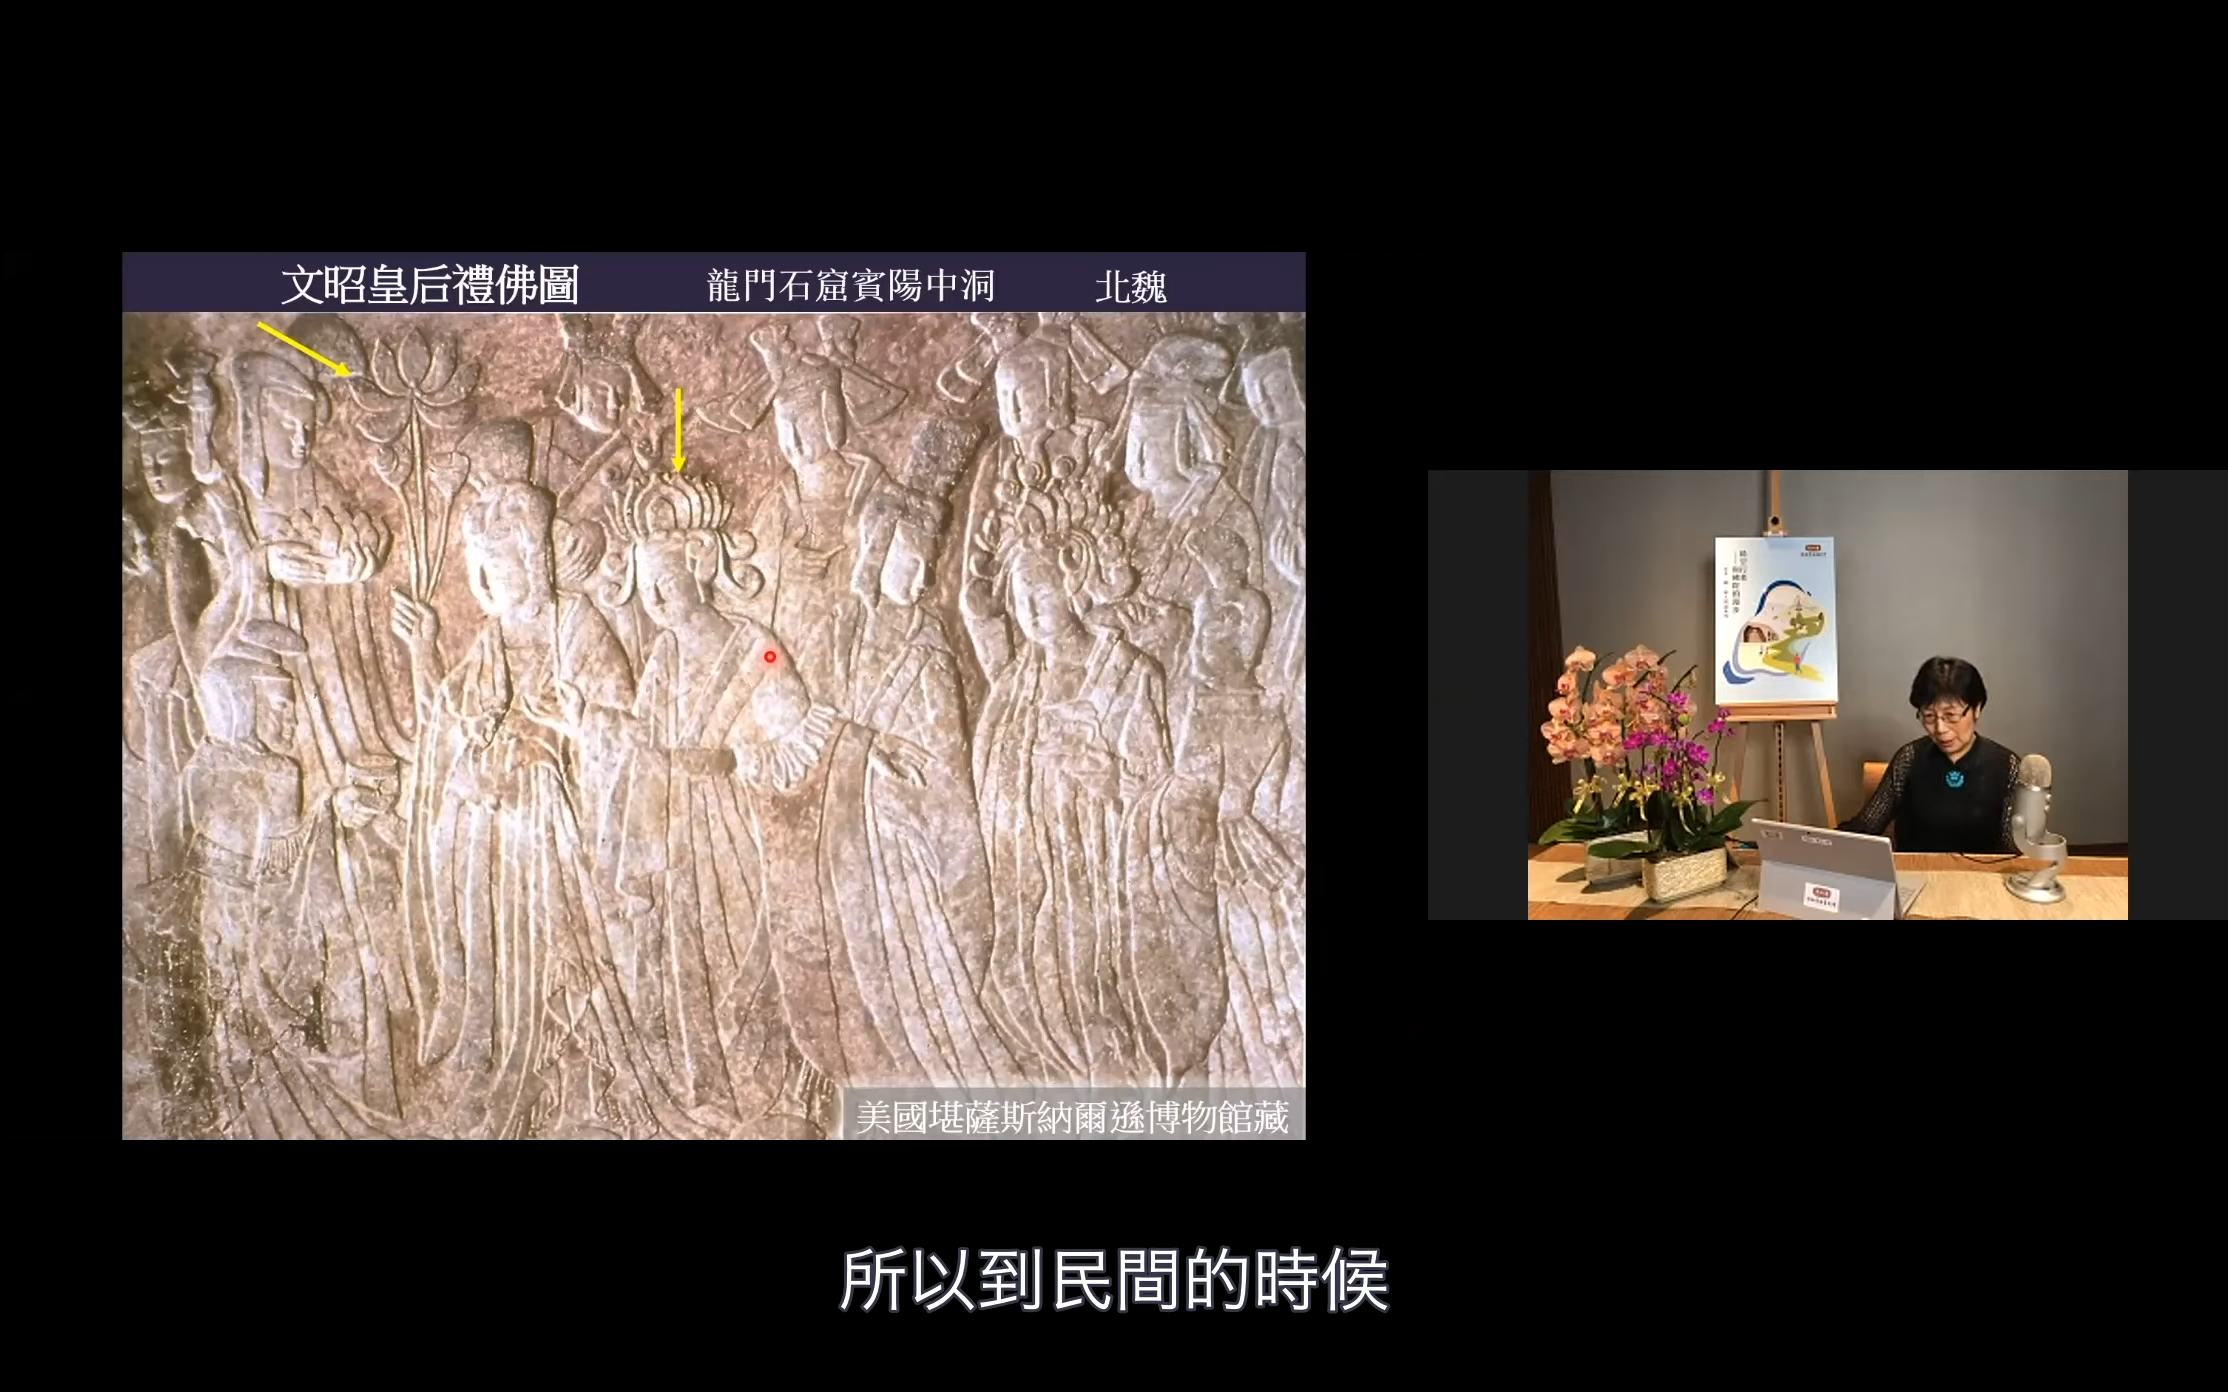 文昭皇后禮佛圖 龍門石窟賓陽中洞 北魏
美國堪薩斯納爾遜博物館藏
所以到民間的時候